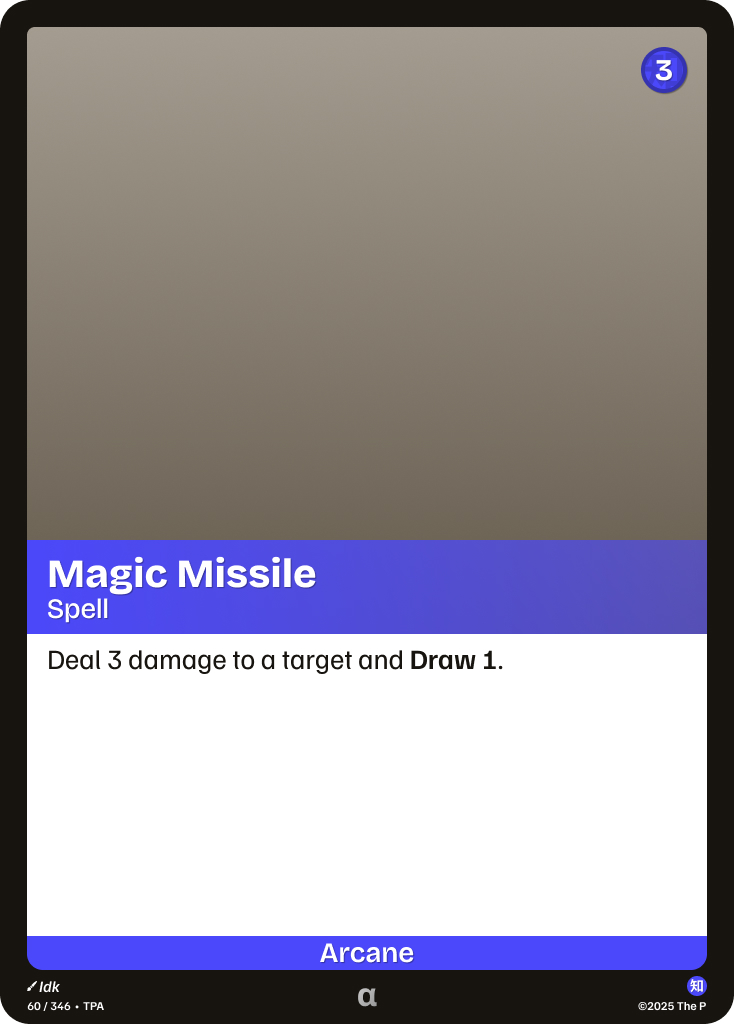 3
Magic Missile
Spell
Deal 3 damage to a target and Draw 1.
Arcane
Idk
60 / 346 • TPA
α
知
©2025 The P